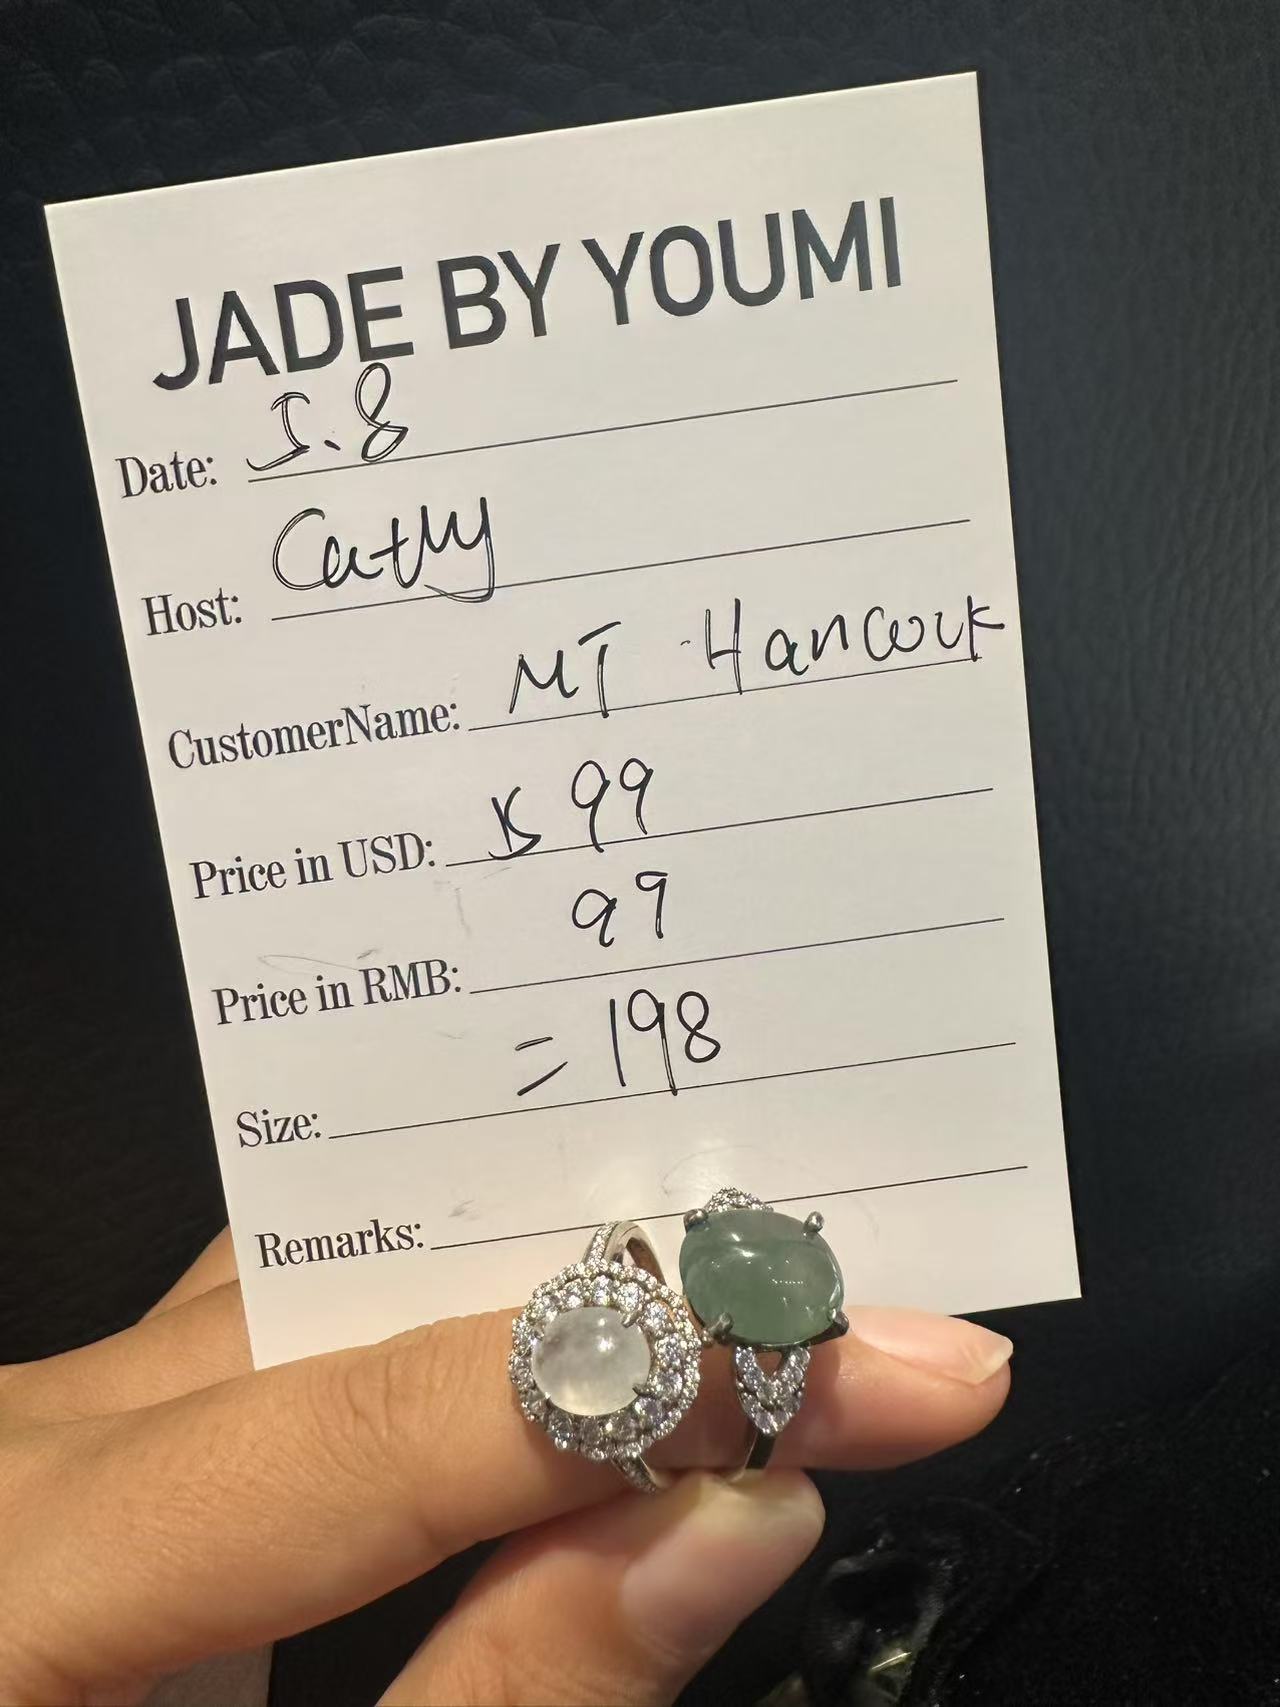 JADE BY YOUMI
Date: 5.8
Host: Cathy
CustomerName: MT Hancock
Price in USD: $ 99
99
Price in RMB:
= 198
Size:
Remarks: